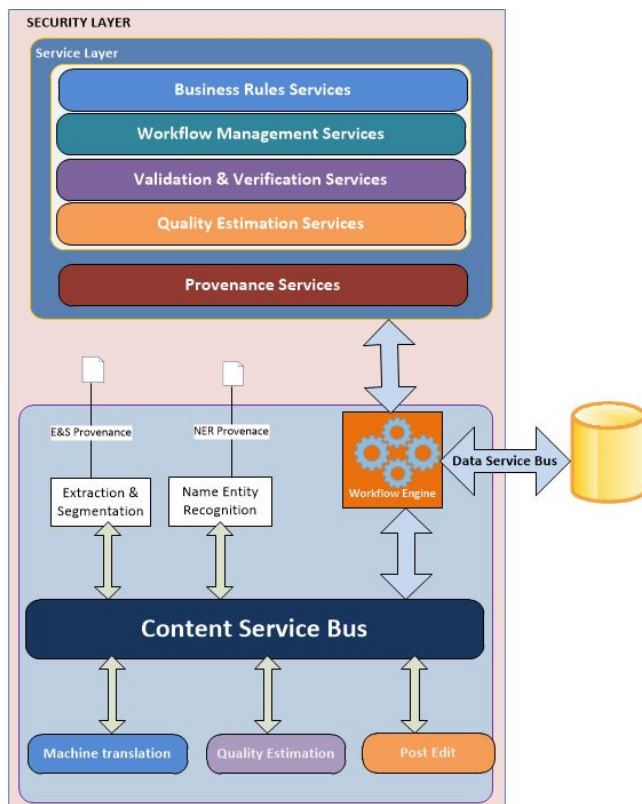 SECURITY LAYER
Service Layer
Business Rules Services
Workflow Management Services
Validation & Verification Services
Quality Estimation Services
Provenance Services
E&S Provenance
NER Provenace
Extraction &
Segmentation
Name Entity
Recognition
Workflow Engine
Data Service Bus
Content Service Bus
Machine translation
Quality Estimation
Post Edit